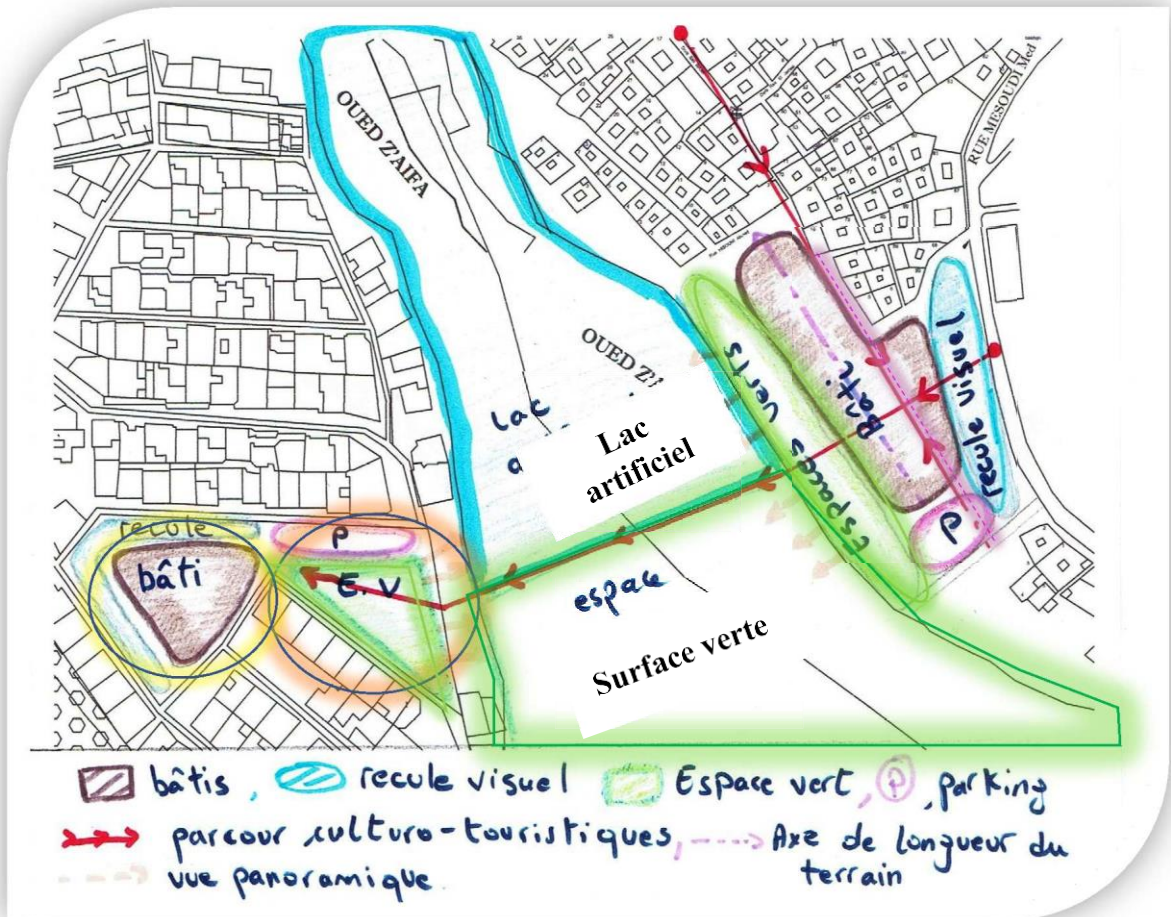 OUED Z'AIFA
RUE MESOUDI Med
OUED Z'
lac
a
Lac
artificiel
espaces verts
Bâti
recule visuel
P
recule
bâti
P
E.V
espace
Surface verte
bâtis, recule visuel Espace vert, P, parking
parcour culturo-touristiques, Axe de longueur du
terrain
vue panoramique.